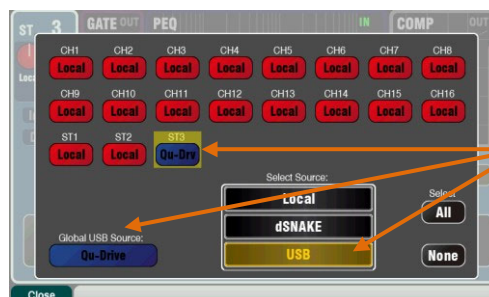 ST 3 GATE OUT PEQ IN COMP OUT
CH1 CH2 CH3 CH4 CH5 CH6 CH7 CH8
Local Local Local Local Local Local Local Local
CH9 CH10 CH11 CH12 CH13 CH14 CH15 CH16
Local Local Local Local Local Local Local Local
ST1 ST2 ST3
Local Local Qu-Drv
Select Source:
Local
dSNAKE
USB
Select
All
None
Global USB Source:
Qu-Drive
Close